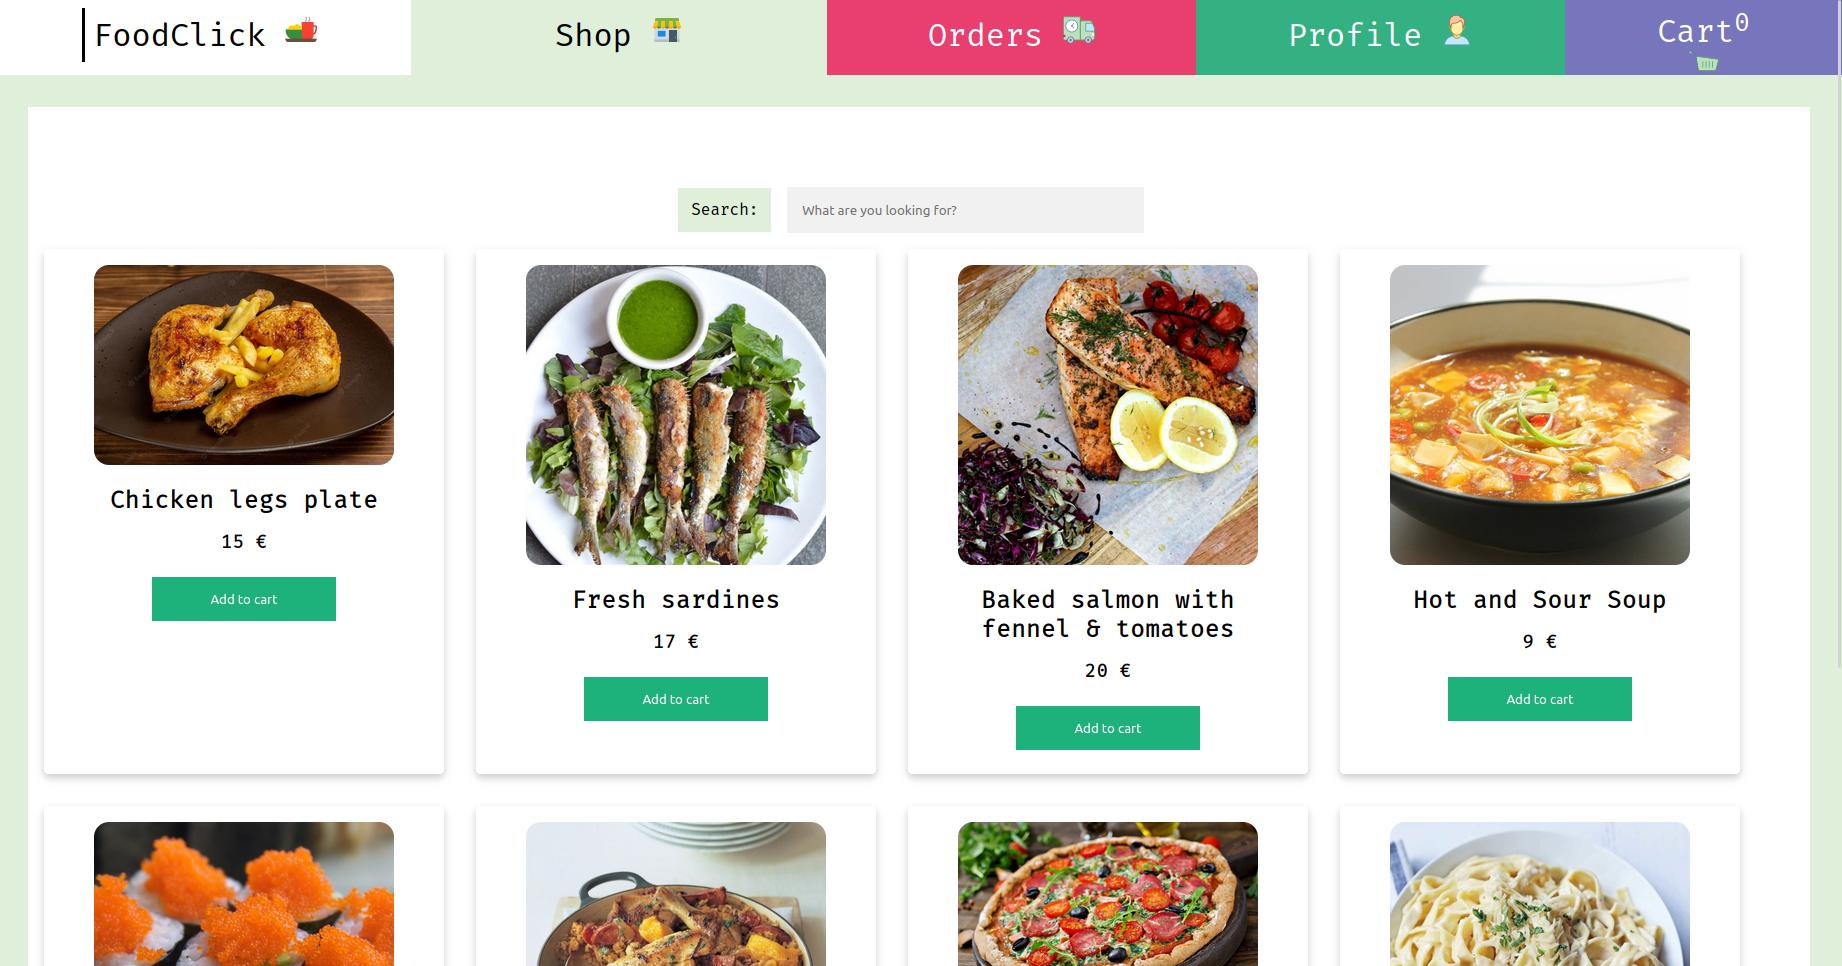 FoodClick
Shop
Orders
Profile
Cart0
Search:
What are you looking for?
Chicken legs plate
15 €
Add to cart
Fresh sardines
17 €
Add to cart
Baked salmon with
fennel & tomatoes
20 €
Add to cart
Hot and Sour Soup
9 €
Add to cart